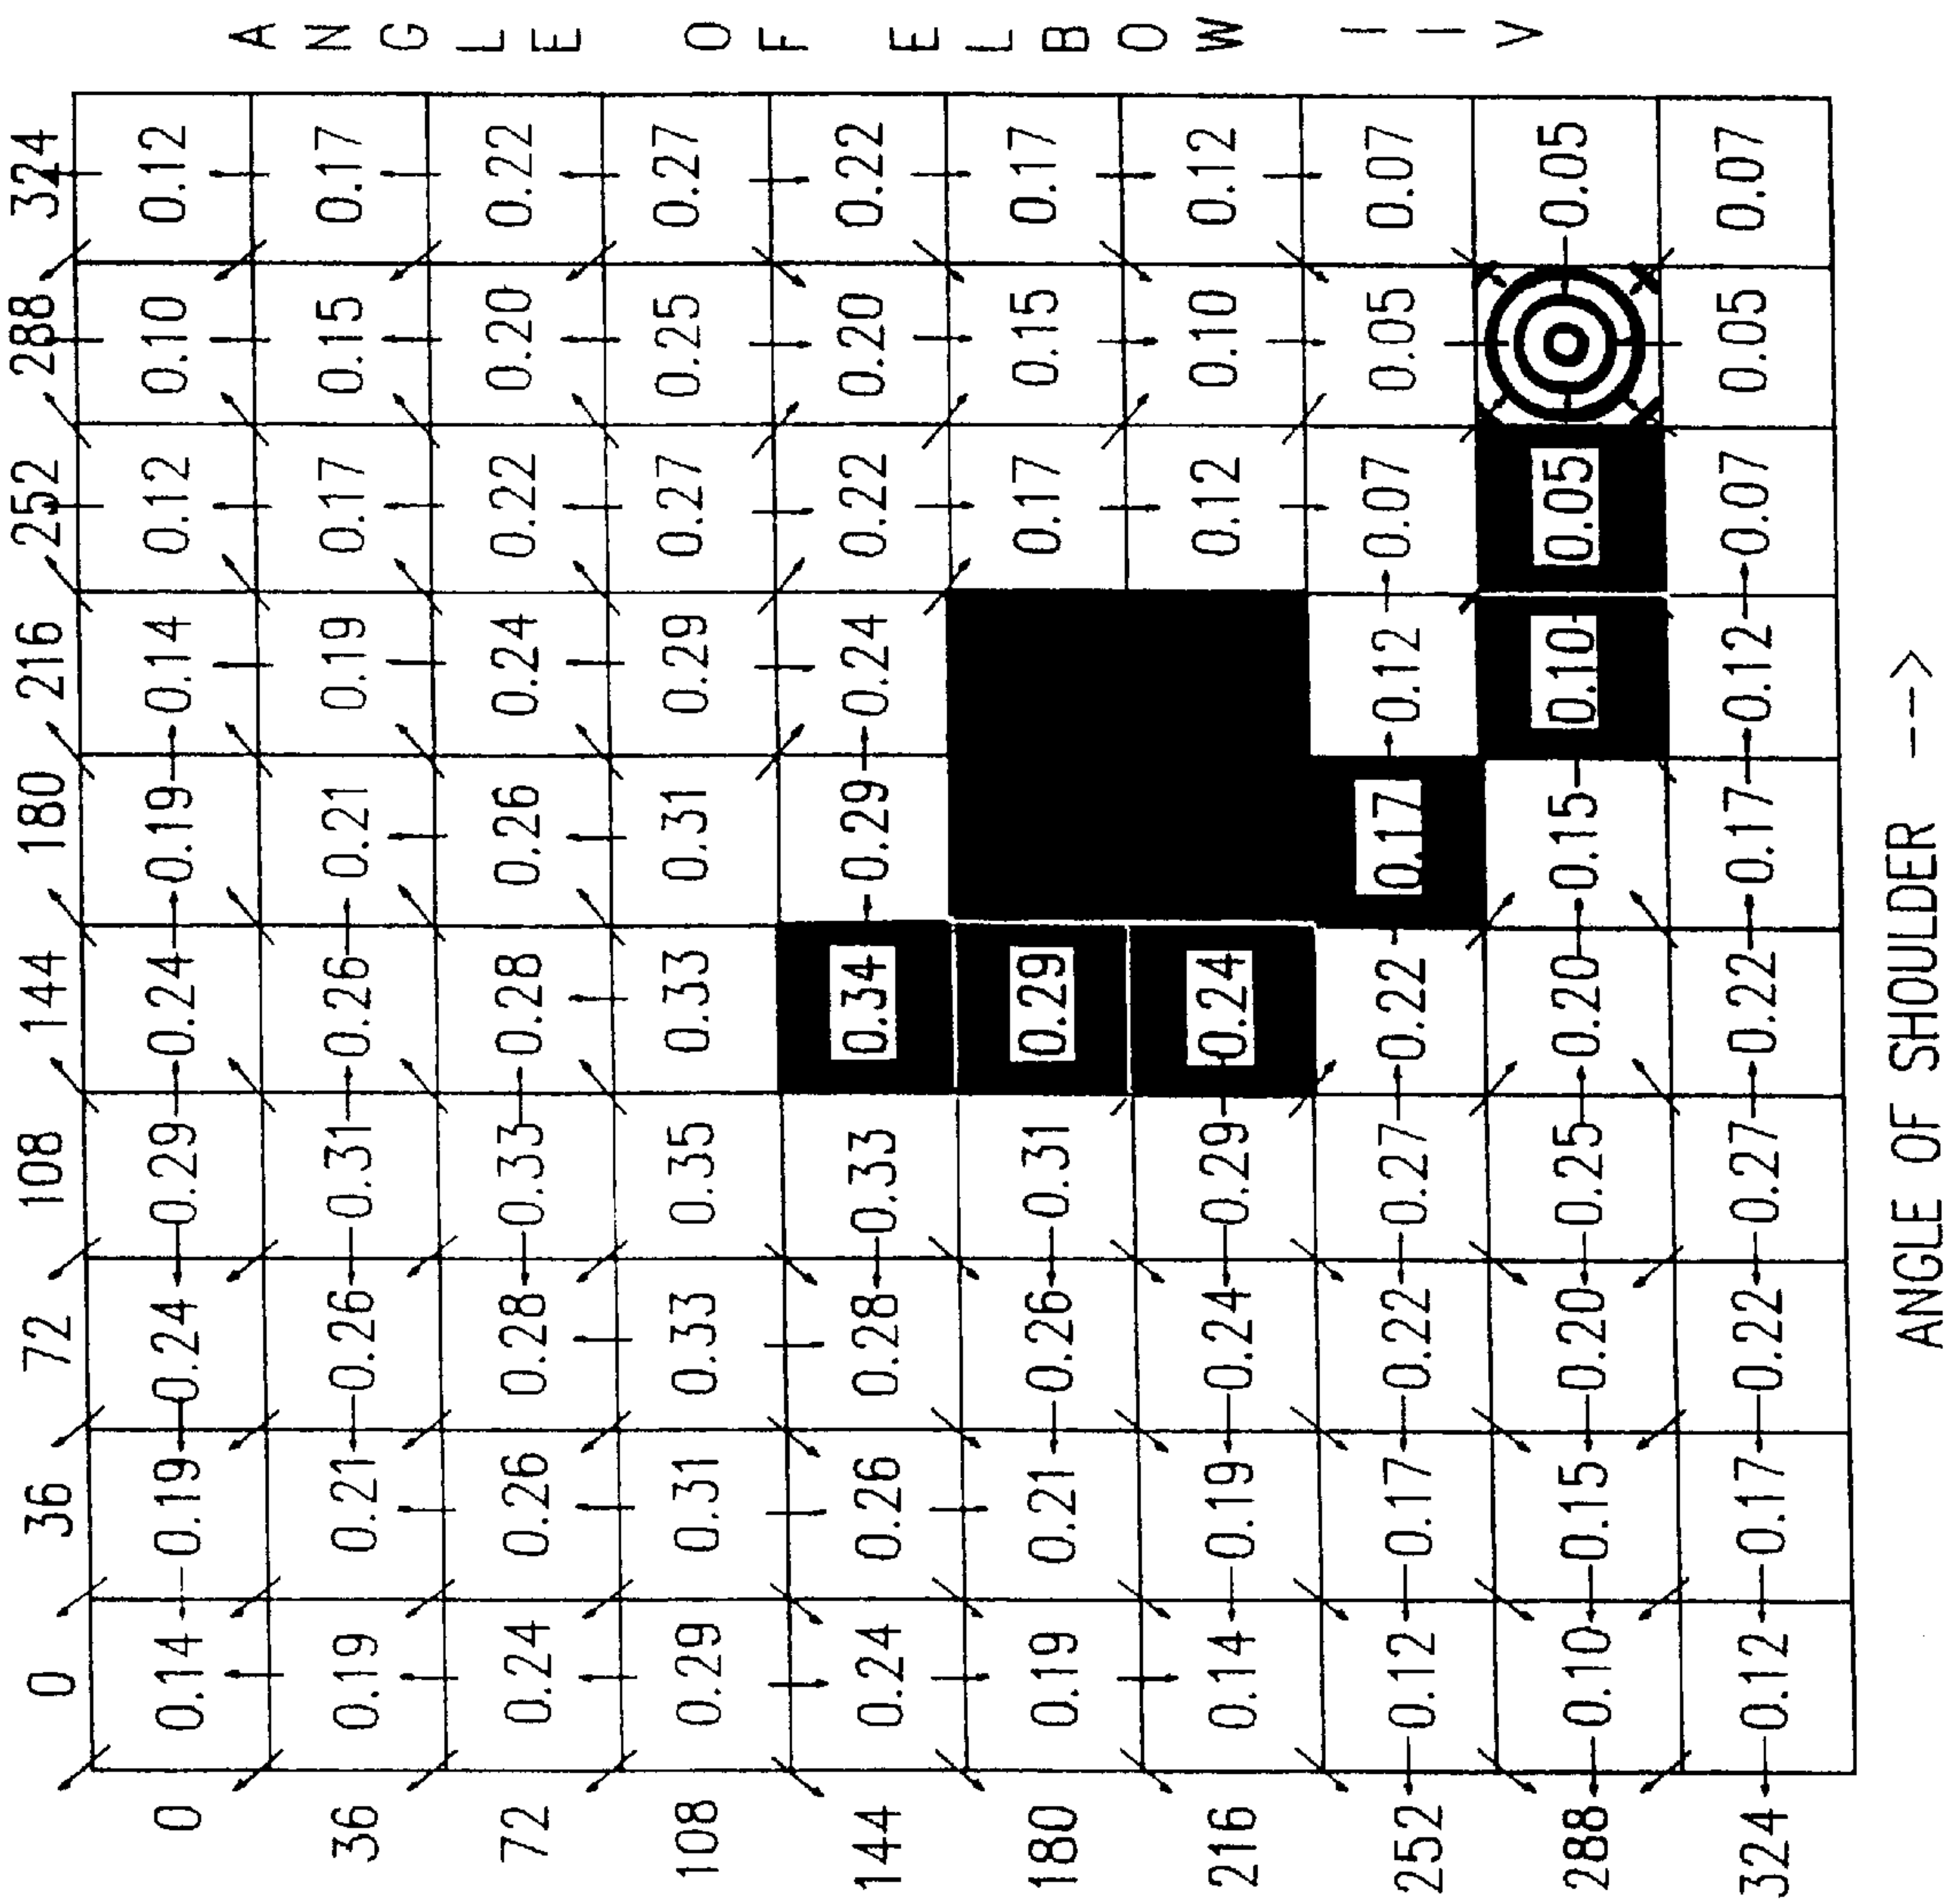 0 36 72 108 144 180 216 252 288 324
0 0.14 0.19 0.24 0.29 0.24 0.19 0.14 0.12 0.10 0.12
36 0.19 0.21 0.26 0.31 0.26 0.21 0.19 0.17 0.15 0.17
72 0.24 0.26 0.28 0.33 0.28 0.26 0.24 0.22 0.20 0.22
108 0.29 0.31 0.31 0.35 0.33 0.31 0.29 0.27 0.25 0.27
144 0.24 0.26 0.28 0.33 0.34 0.29 0.24 0.22 0.20 0.22
180 0.19 0.21 0.26 0.31 0.29 0.17 0.15 0.17
216 0.14 0.19 0.24 0.29 0.24 0.12 0.10 0.12
252 0.12 0.17 0.22 0.27 0.22 0.17 0.12 0.07 0.05 0.07
288 0.10 0.15 0.20 0.25 0.20 0.15 0.10 0.05 0.05
324 0.12 0.17 0.22 0.27 0.22 0.17 0.12 0.07 0.05 0.07
ANGLE OF ELBOW I I V
ANGLE OF SHOULDER -->